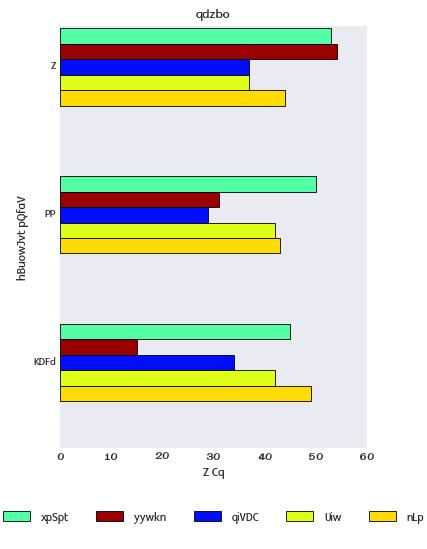 qdzbo
Z
PP
KDFd
hBuowJvt pQfaV
0 10 20 30 40 50 60
Z Cq
xpSpt yywkn qiVDC Uiw nLp